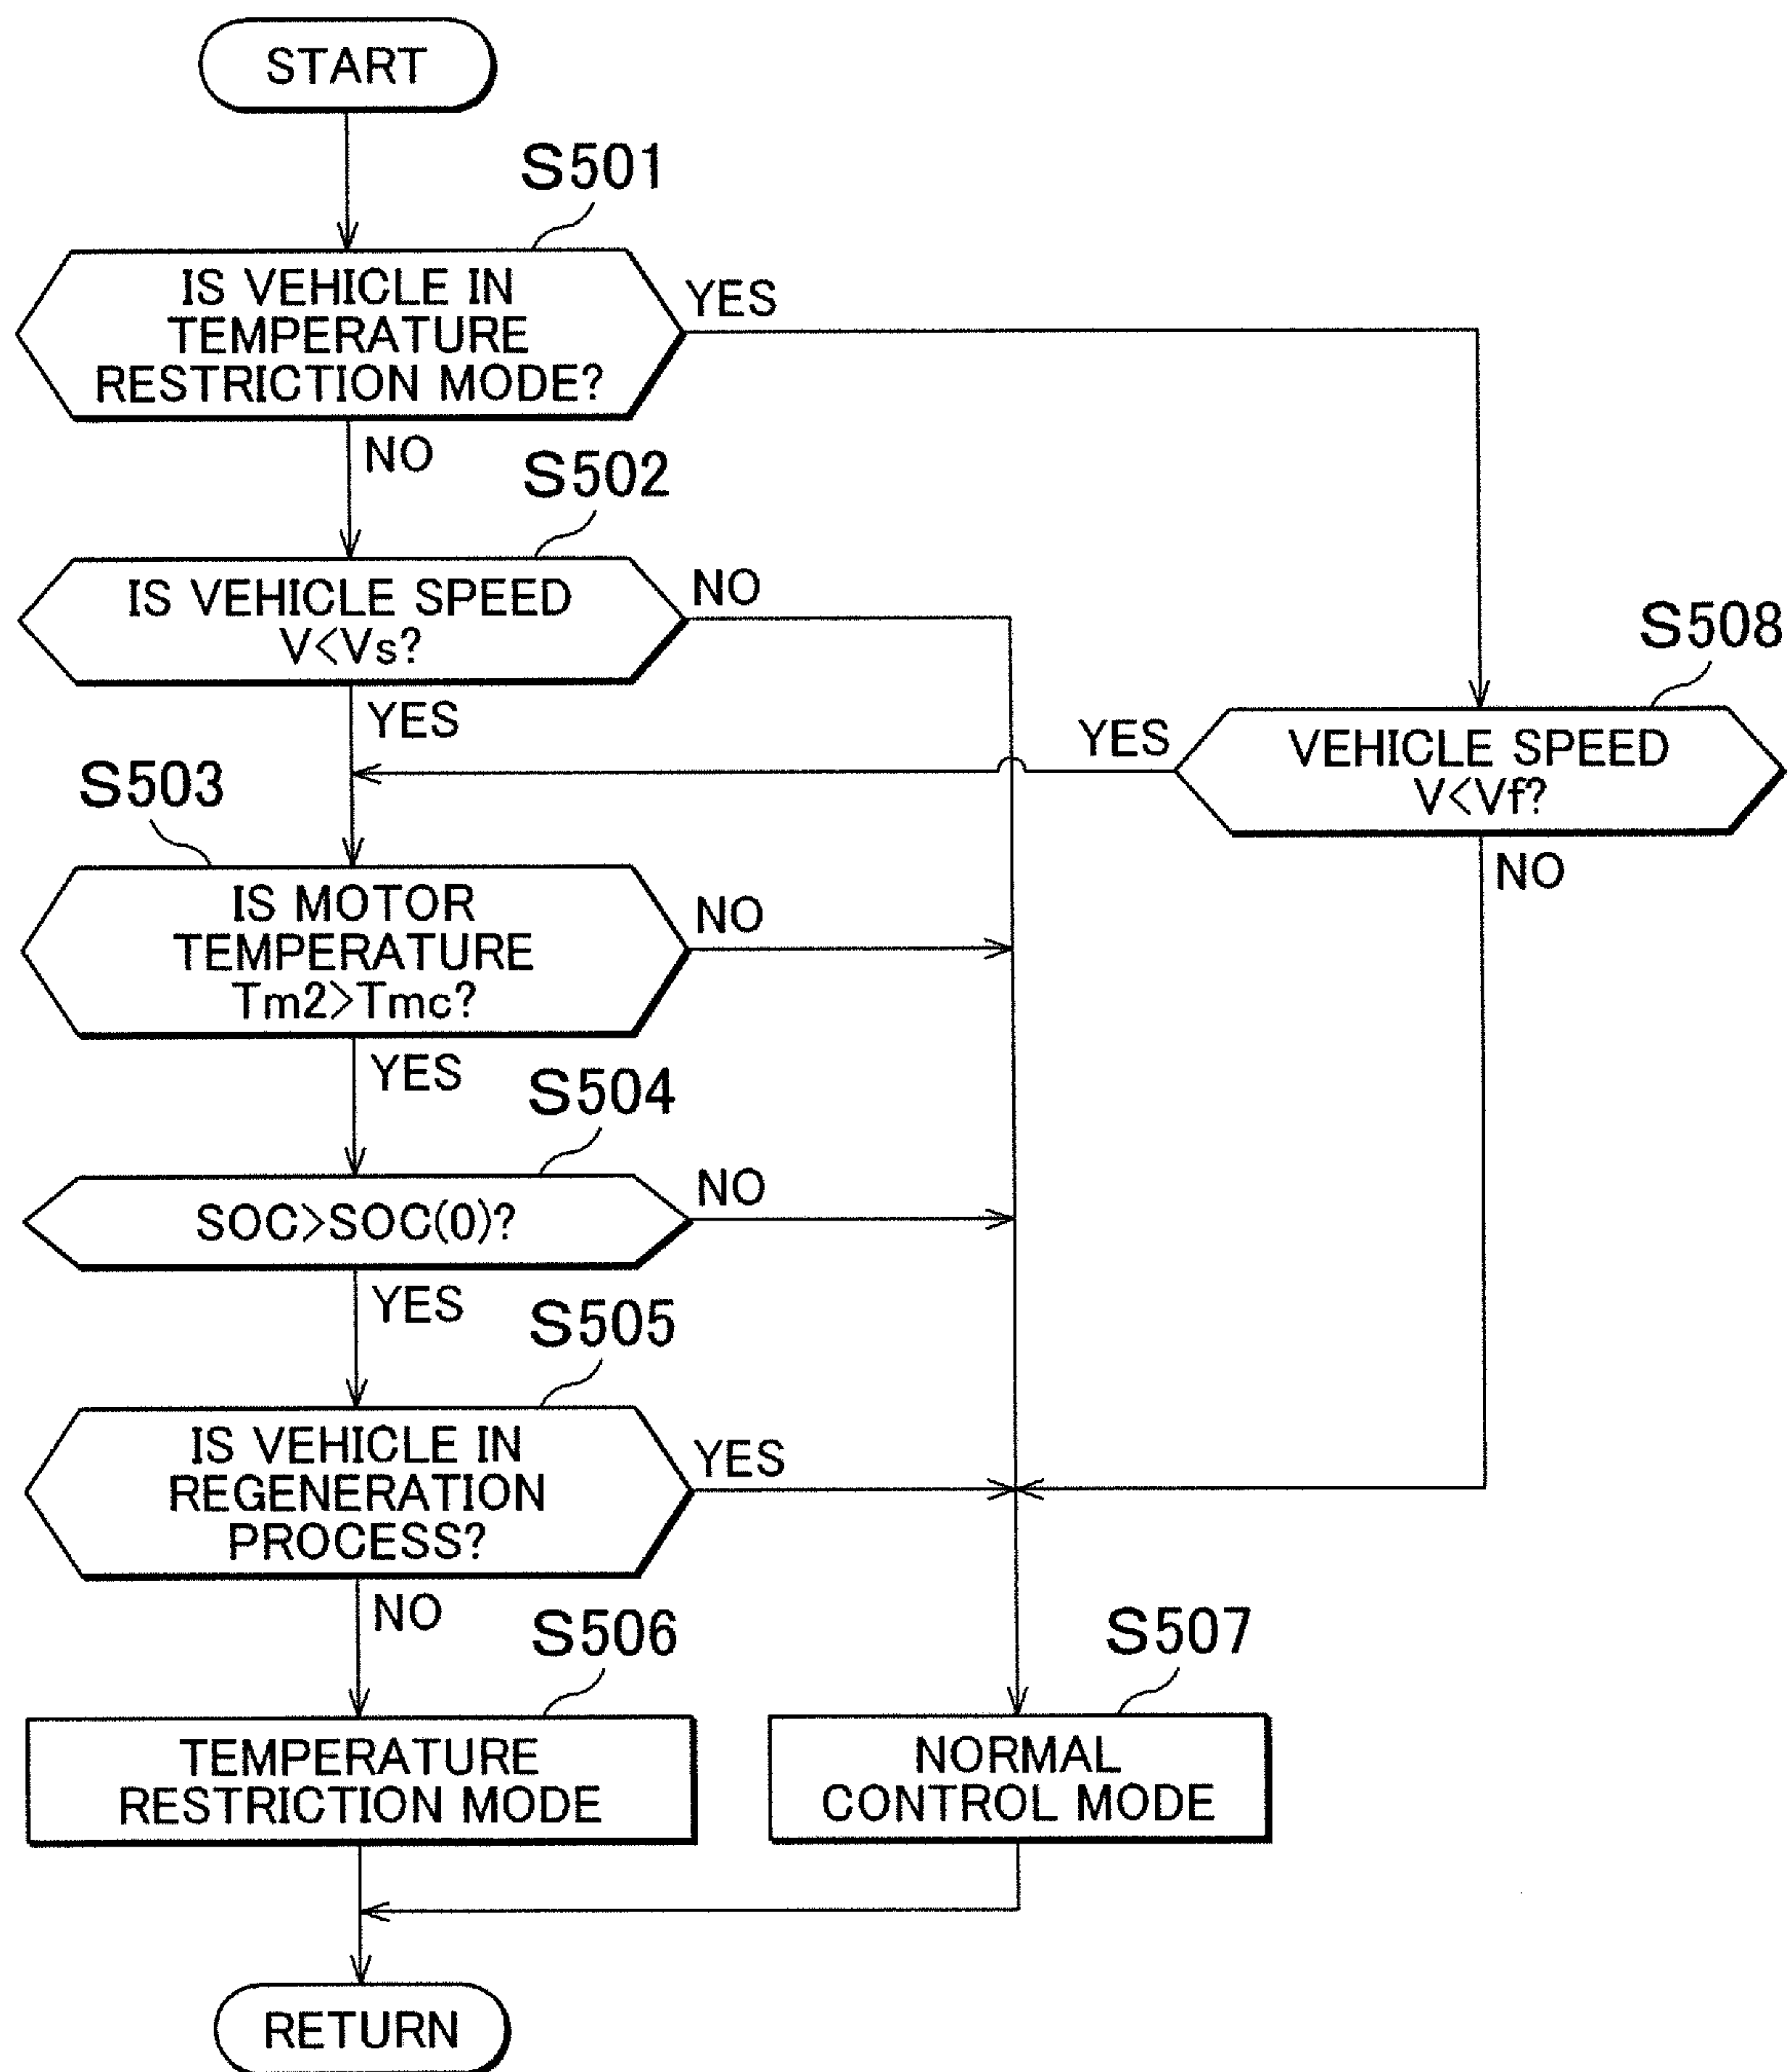 START
S501
IS VEHICLE IN
TEMPERATURE
RESTRICTION MODE?
YES
NO
S502
IS VEHICLE SPEED
V<Vs?
NO
YES
S508
VEHICLE SPEED
V<Vf?
YES
NO
S503
IS MOTOR
TEMPERATURE
Tm2>Tmc?
NO
YES
S504
SOC>SOC(0)?
NO
YES
S505
IS VEHICLE IN
REGENERATION
PROCESS?
YES
NO
S506
TEMPERATURE
RESTRICTION MODE
S507
NORMAL
CONTROL MODE
RETURN